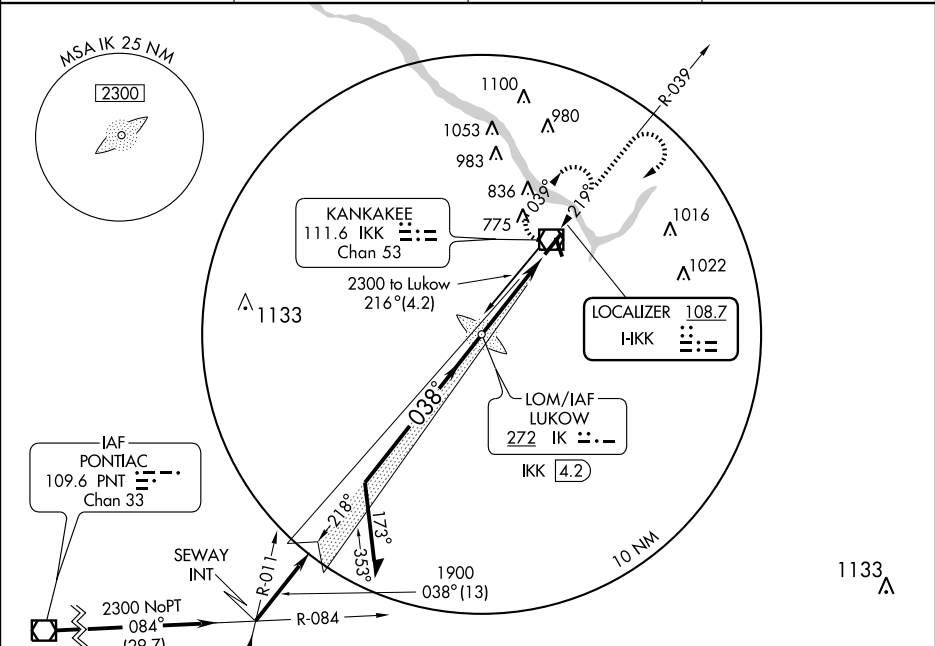 MSA IK 25 NM
2300
1100
980
1053
983
836
775
R-039
039°
219°
1016
1022
KANKAKEE
111.6 IKK
Chan 53
2300 to Lukow
216° (4.2)
1133
LOCALIZER 108.7
I-IKK
038°
LOM/IAF
LUKOW
272 IK
IKK 4.2
IAF
PONTIAC
109.6 PNT
Chan 33
218°
173°
353°
10 NM
SEWAY
INT
R-011
1900
038° (13)
1133
2300 NoPT
084°
(29.7)
R-084